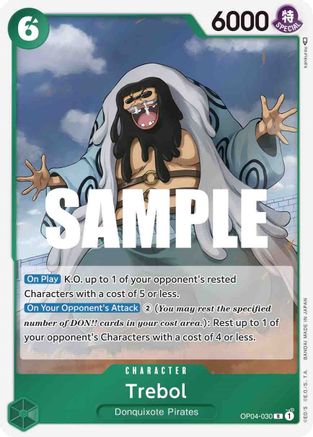 6
6000
特
SPECIAL
SAMPLE
On Play K.O. up to 1 of your opponent's rested
Characters with a cost of 5 or less.
On Your Opponent's Attack ② (You may rest the specified
number of DON!! cards in your cost area.): Rest up to 1 of
your opponent's Characters with a cost of 4 or less.
CHARACTER
Trebol
Donquixote Pirates
OP04-030 R 1